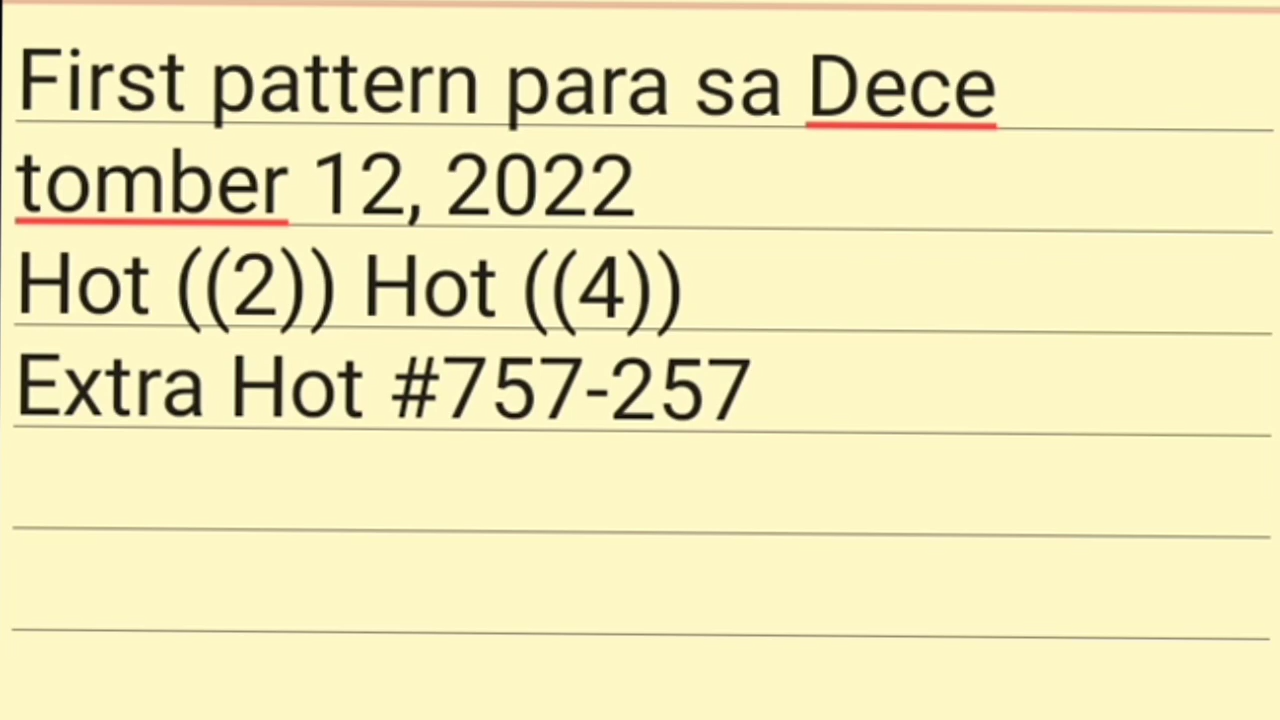 First pattern para sa Dece
tomber 12, 2022
Hot ((2)) Hot ((4))
Extra Hot #757-257